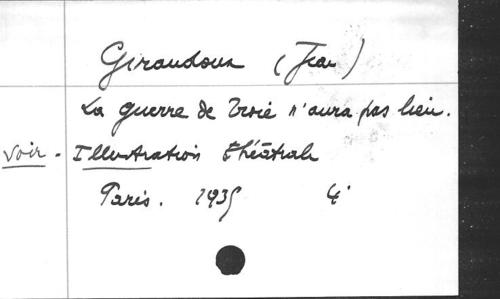 Giraudoux (Jean)
La guerre de Troie n'aura pas lieu.
Voir. Illustration théâtrale
Paris. 1935 4°